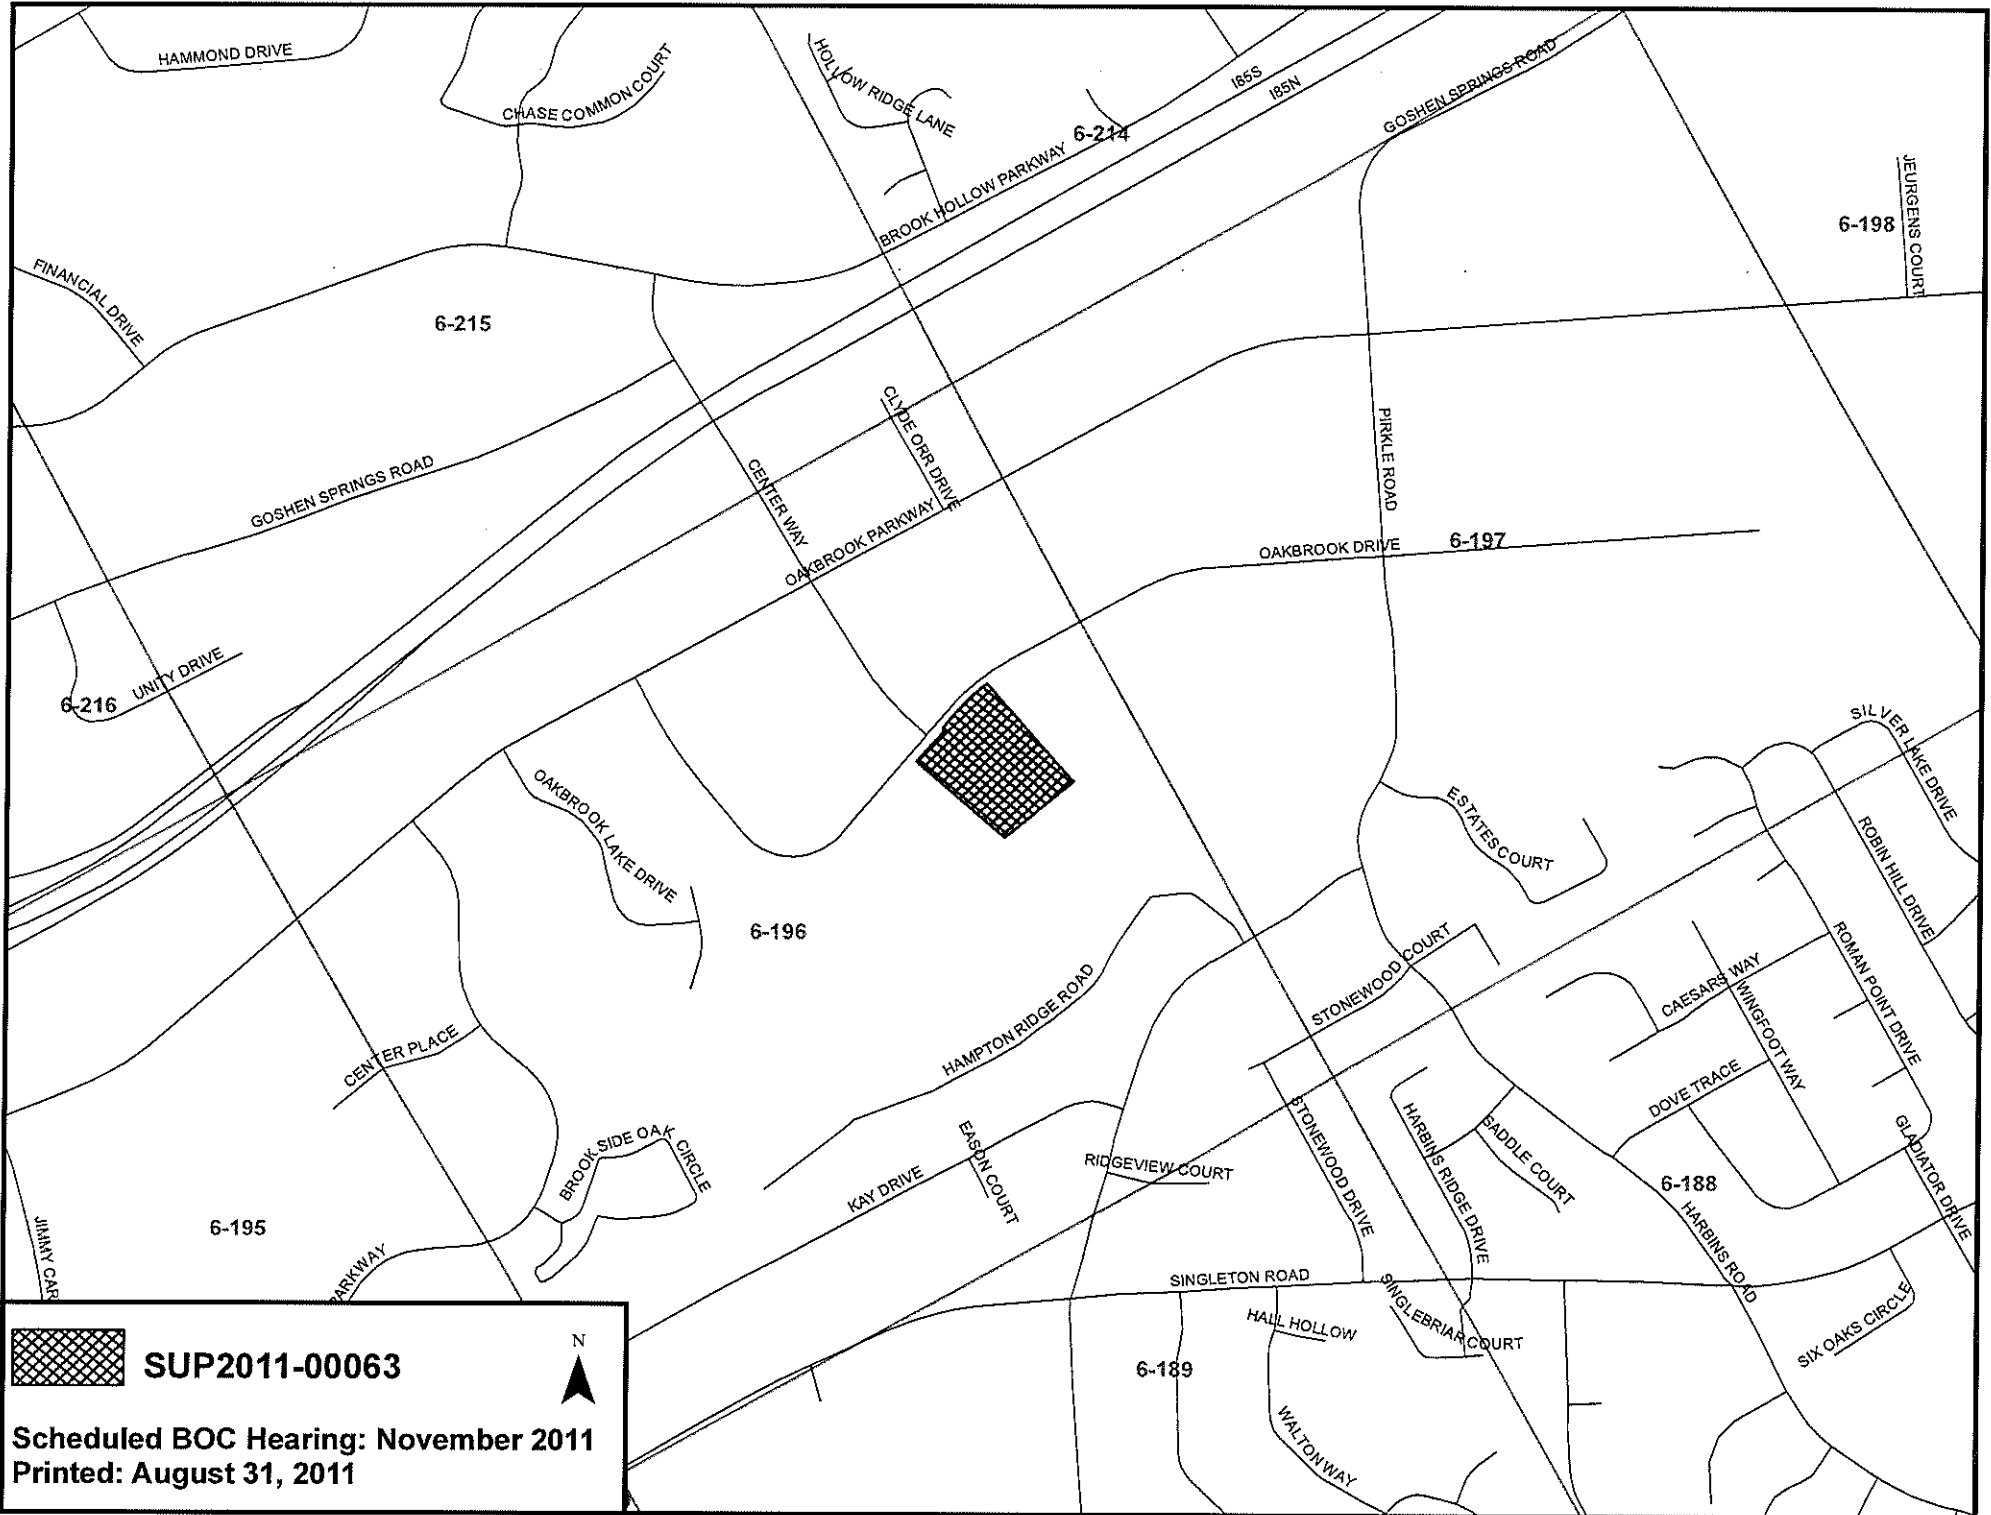 HAMMOND DRIVE
CHASE COMMON COURT
HOLLOW RIDGE LANE
I85S
I85N
GOSHEN SPRINGS ROAD
6-214
BROOK HOLLOW PARKWAY
JEURGENS COURT
6-198
FINANCIAL DRIVE
6-215
CLYDE ORR DRIVE
PIRKLE ROAD
GOSHEN SPRINGS ROAD
CENTER WAY
OAKBROOK PARKWAY
OAKBROOK DRIVE
6-197
UNITY DRIVE
6-216
SILVER LAKE DRIVE
OAKBROOK LAKE DRIVE
ESTATES COURT
ROBIN HILL DRIVE
6-196
STONEWOOD COURT
ROMAN POINT DRIVE
CAESARS WAY
WINGFOOT WAY
HAMPTON RIDGE ROAD
CENTER PLACE
DOVE TRACE
STONEWOOD DRIVE
HARBINS RIDGE DRIVE
SADDLE COURT
GLADIATOR DRIVE
BROOK SIDE OAK CIRCLE
EASON COURT
RIDGEVIEW COURT
KAY DRIVE
6-188
HARBINS ROAD
6-195
JIMMY CAR
PARKWAY
SINGLETON ROAD
SINGLEBRIAR COURT
HALL HOLLOW
SIX OAKS CIRCLE
6-189
WALTON WAY
N
SUP2011-00063
Scheduled BOC Hearing: November 2011
Printed: August 31, 2011